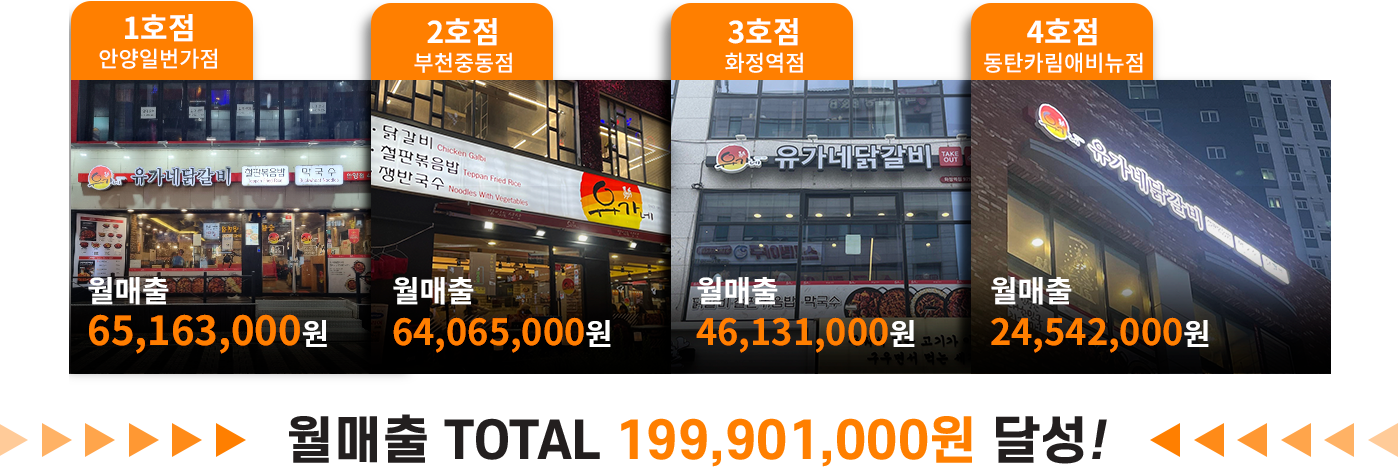 1호점
안양일번가점
2호점
부천중동점
3호점
화정역점
4호점
동탄카림애비뉴점
유가네닭갈비
철판볶음밥
막국수
· 닭갈비 Chicken Galbi
· 철판볶음밥 Teppan Fried Rice
생반국수 Noodles With Vegetables
유가네
유가네닭갈비
TAKE OUT
유가네닭갈비
막국수
월매출
65,163,000원
월매출
64,065,000원
월매출
46,131,000원
월매출
24,542,000원
월매출 TOTAL 199,901,000원 달성!